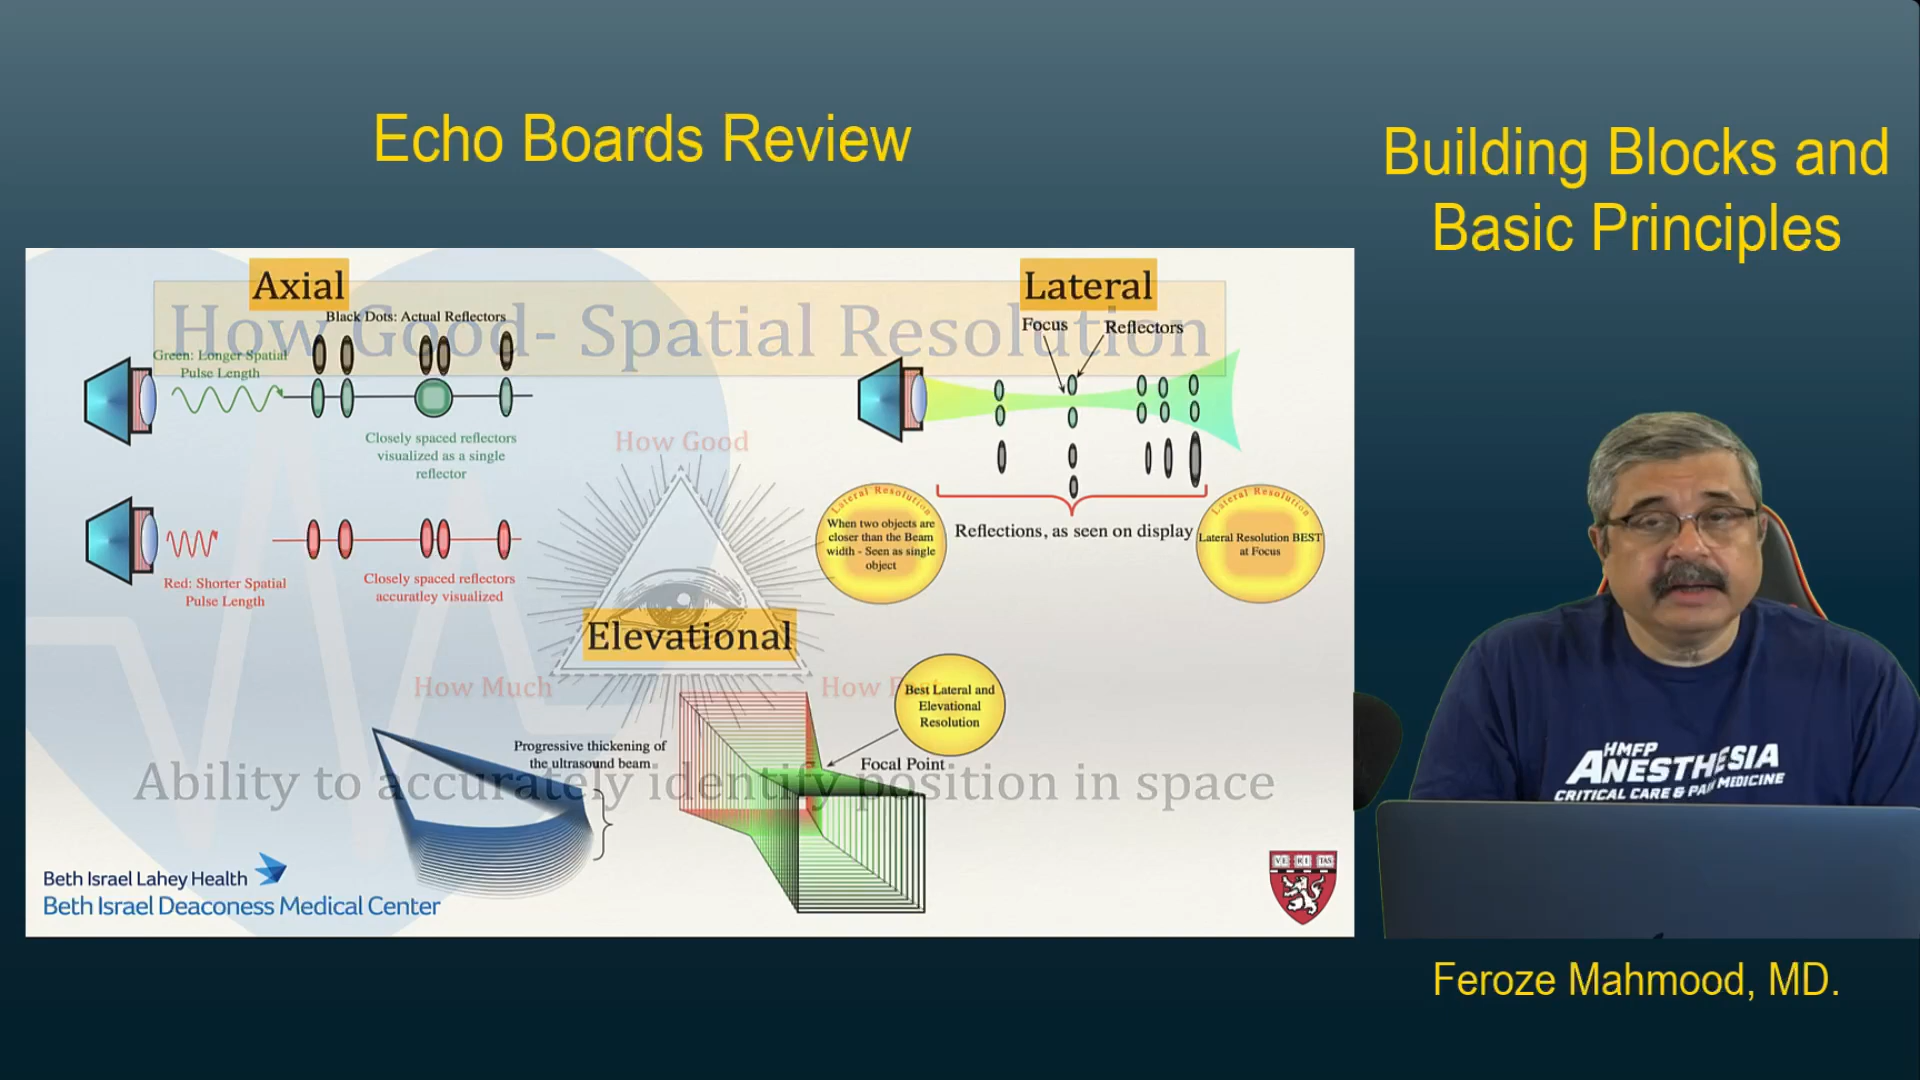 Echo Boards Review
Building Blocks and
Basic Principles
How Good- Spatial Resolution
Axial
Black Dots: Actual Reflectors
Green: Longer Spatial
Pulse Length
Closely spaced reflectors
visualized as a single
reflector
Red: Shorter Spatial
Pulse Length
Closely spaced reflectors
accuratley visualized
How Good
Lateral
Focus
Reflectors
Lateral Resolution
When two objects are
closer than the Beam
width - Seen as single
object
Reflections, as seen on display
Lateral Resolution
Lateral Resolution BEST
at Focus
Elevational
How Much
How F
Best Lateral and
Elevational
Resolution
Progressive thickening of
the ultrasound beam
Focal Point
Ability to accurately identify position in space
Beth Israel Lahey Health
Beth Israel Deaconess Medical Center
VE RI TAS
HMFP
ANESTHESIA
CRITICAL CARE & PAIN MEDICINE
Feroze Mahmood, MD.